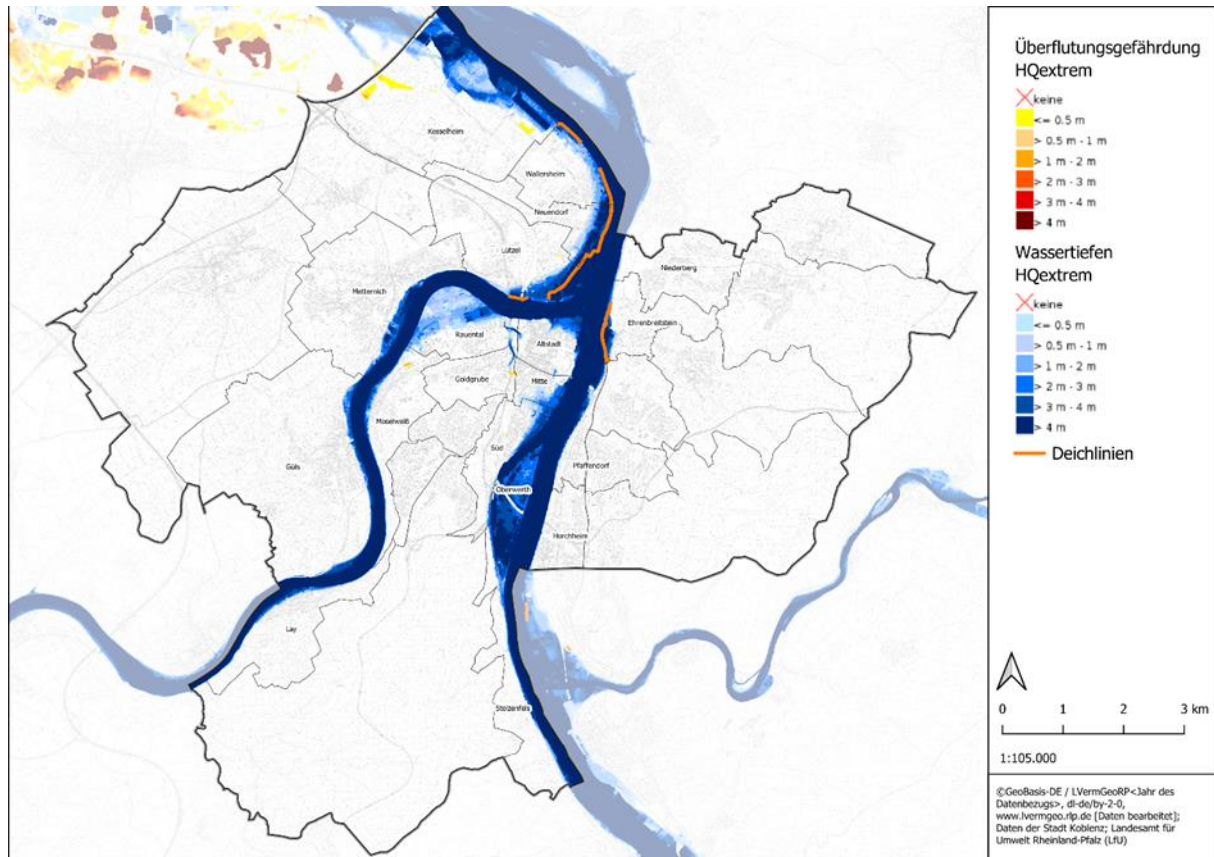 Überflutungsgefährdung
HQextrem
keine
<= 0.5 m
> 0.5 m - 1 m
> 1 m - 2 m
> 2 m - 3 m
> 3 m - 4 m
> 4 m
Wassertiefen
HQextrem
keine
<= 0.5 m
> 0.5 m - 1 m
> 1 m - 2 m
> 2 m - 3 m
> 3 m - 4 m
> 4 m
Deichlinien
0 1 2 3 km
1:105.000
©GeoBasis-DE / LVermGeoRP<Jahr des
Datenbezugs>, dl-de/by-2-0,
www.lvermgeo.rlp.de [Daten bearbeitet];
Daten der Stadt Koblenz; Landesamt für
Umwelt Rheinland-Pfalz (LfU)
Kesselheim
Wallersheim
Neuendorf
Lützel
Metternich
Niederberg
Ehrenbreitstein
Rauental
Altstadt
Goldgrube
Mitte
Moselweiß
Süd
Güls
Pfaffendorf
Oberwerth
Horchheim
Lay
Stolzenfels